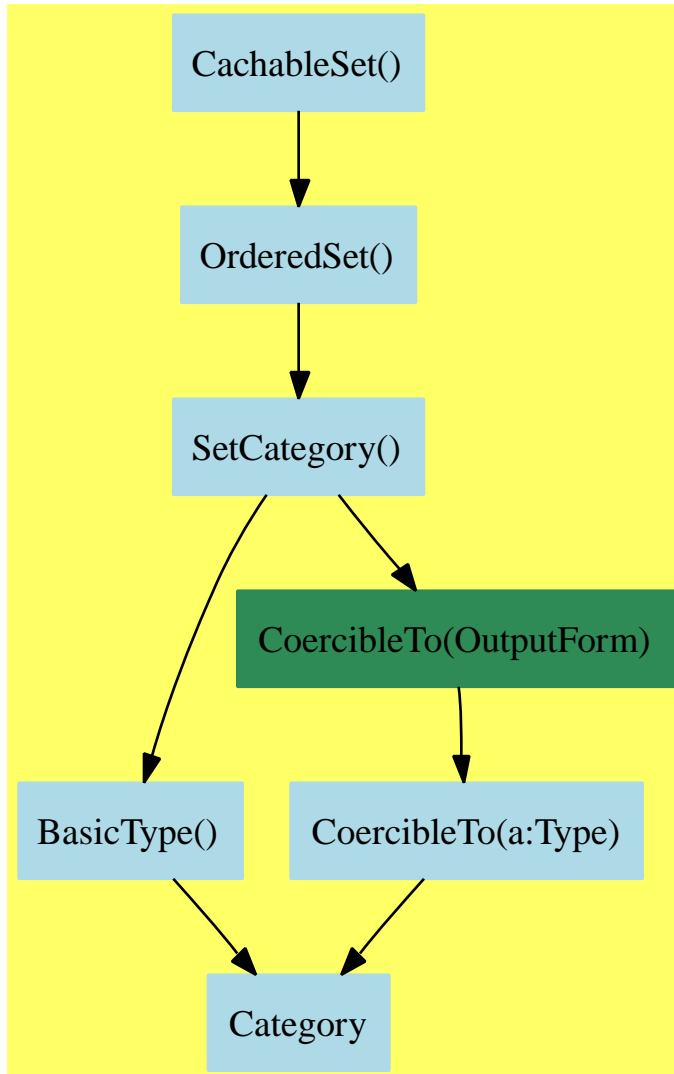 CachableSet()
OrderedSet()
SetCategory()
CoercibleTo(OutputForm)
BasicType()
CoercibleTo(a:Type)
Category